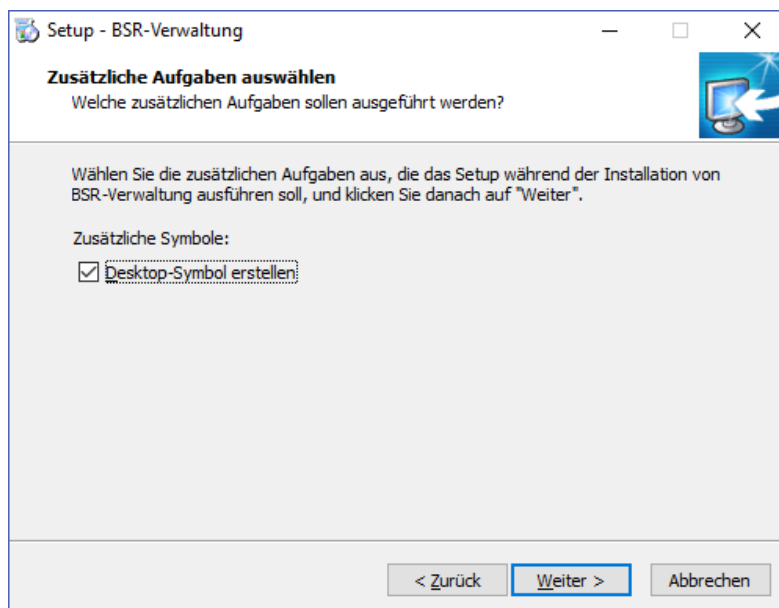 Setup - BSR-Verwaltung
Zusätzliche Aufgaben auswählen
Welche zusätzlichen Aufgaben sollen ausgeführt werden?
Wählen Sie die zusätzlichen Aufgaben aus, die das Setup während der Installation von
BSR-Verwaltung ausführen soll, und klicken Sie danach auf "Weiter".
Zusätzliche Symbole:
Desktop-Symbol erstellen
< Zurück Weiter > Abbrechen